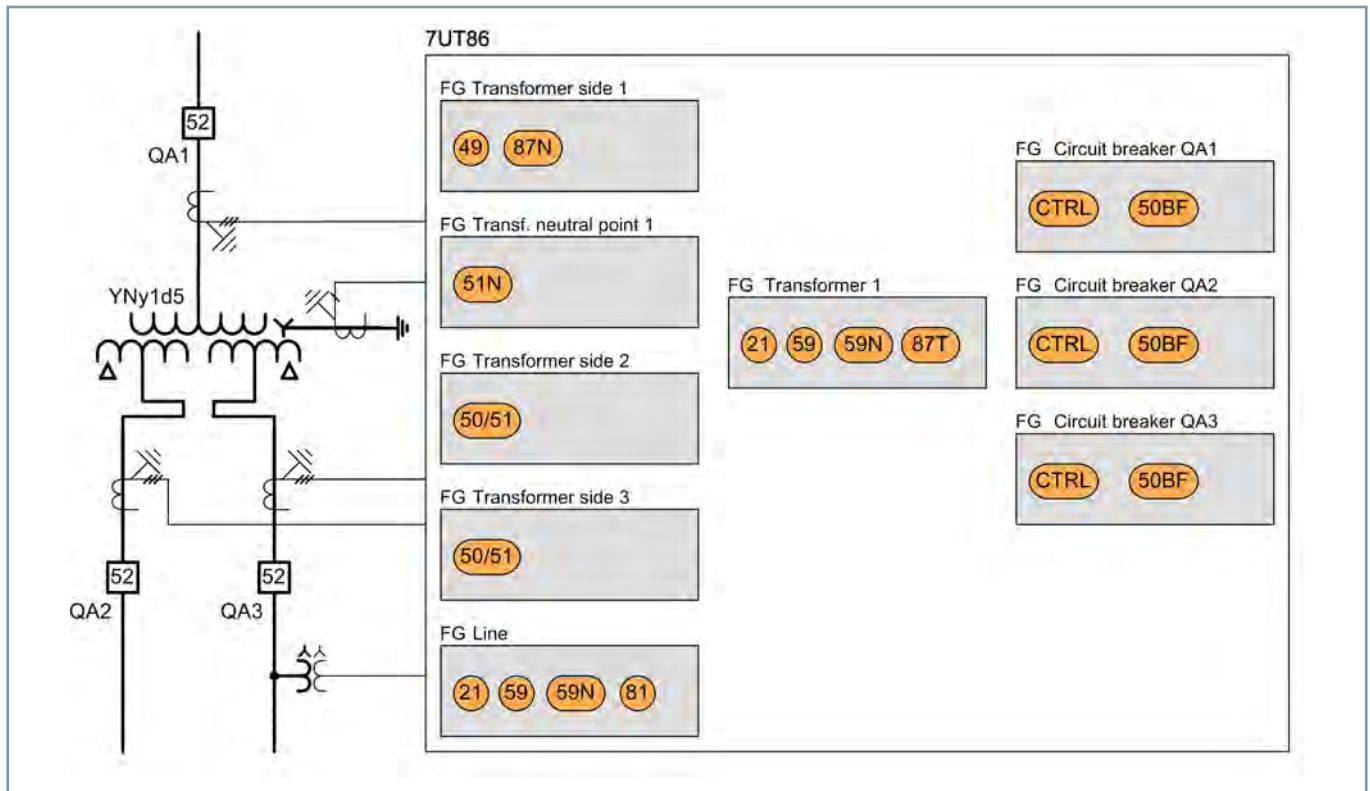 7UT86
FG Transformer side 1
49 87N
52
QA1
FG Transf. neutral point 1
51N
YNy1d5
FG Transformer side 2
50/51
FG Transformer side 3
50/51
52 52
QA2 QA3
FG Line
21 59 59N 81
FG Transformer 1
21 59 59N 87T
FG Circuit breaker QA1
CTRL 50BF
FG Circuit breaker QA2
CTRL 50BF
FG Circuit breaker QA3
CTRL 50BF